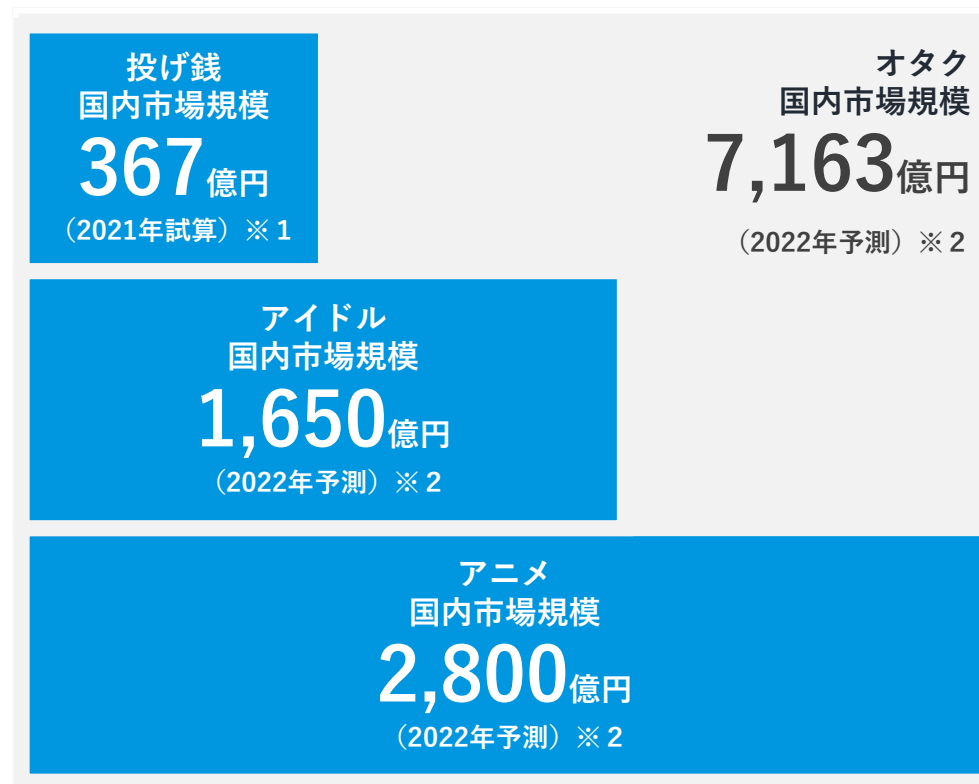 投げ銭
国内市場規模
367億円
（2021年試算）※１
オタク
国内市場規模
7,163億円
（2022年予測）※２
アイドル
国内市場規模
1,650億円
（2022年予測）※２
アニメ
国内市場規模
2,800億円
（2022年予測）※２